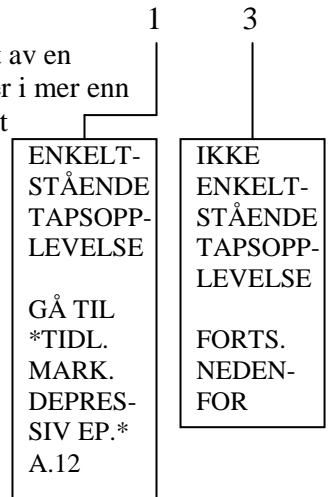 1 3
t av en
er i mer enn
t
ENKELT-
STÅENDE
TAPSOPP-
LEVELSE
GÅ TIL
*TIDL.
MARK.
DEPRES-
SIV EP.*
A.12
IKKE
ENKELT-
STÅENDE
TAPSOPP-
LEVELSE
FORTS.
NEDEN-
FOR